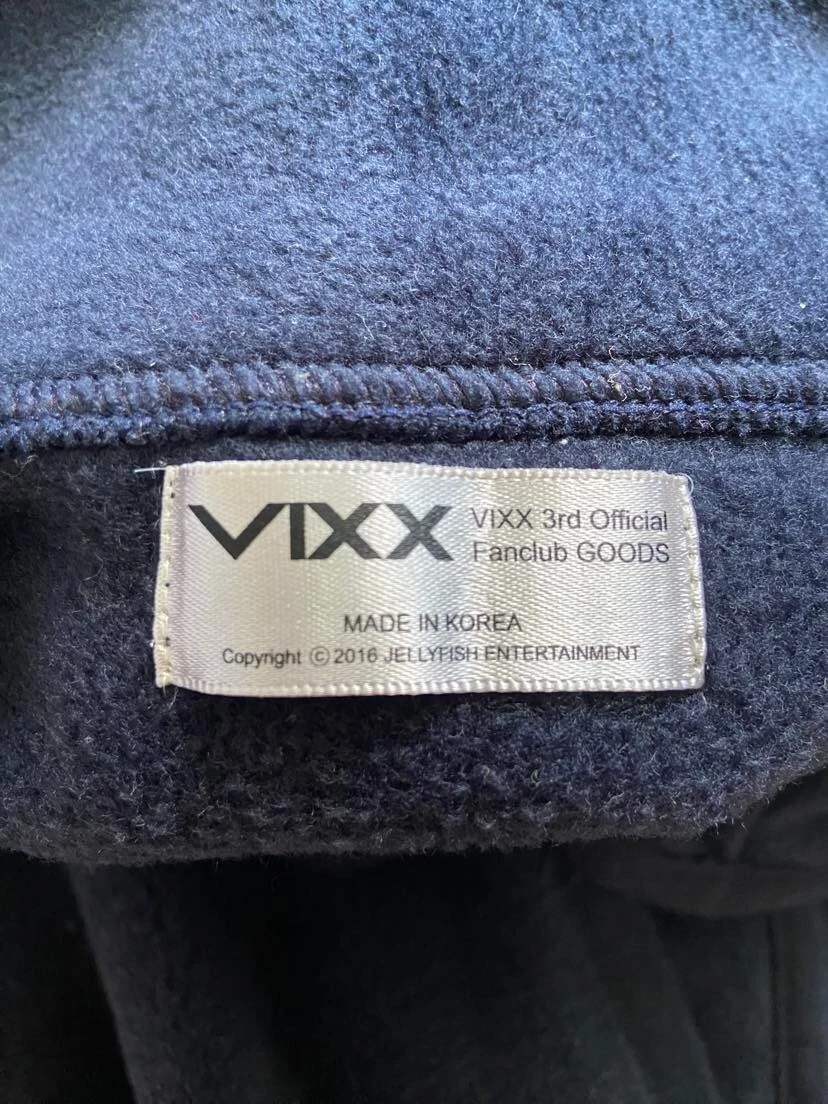 VIXX
VIXX 3rd Official
Fanclub GOODS
MADE IN KOREA
Copyright © 2016 JELLYFISH ENTERTAINMENT